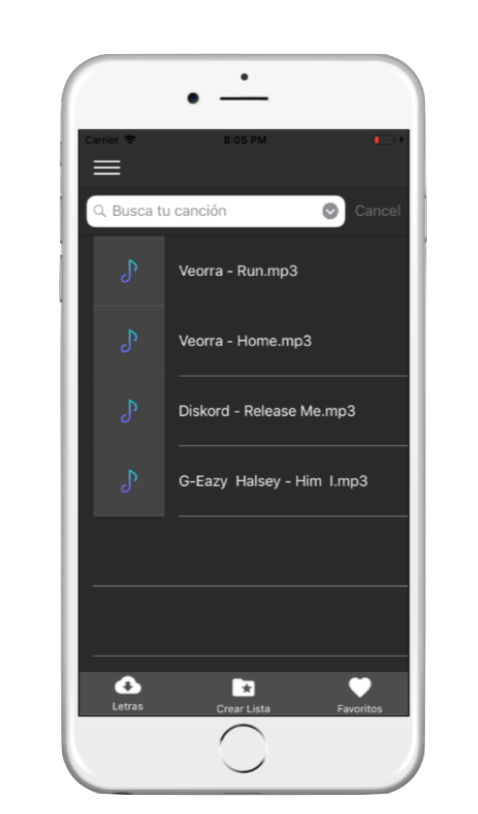 Carrier 6:05 PM
Busca tu canción Cancel
Veorra - Run.mp3
Veorra - Home.mp3
Diskord - Release Me.mp3
G-Eazy  Halsey - Him  I.mp3
Letras Crear Lista Favoritos